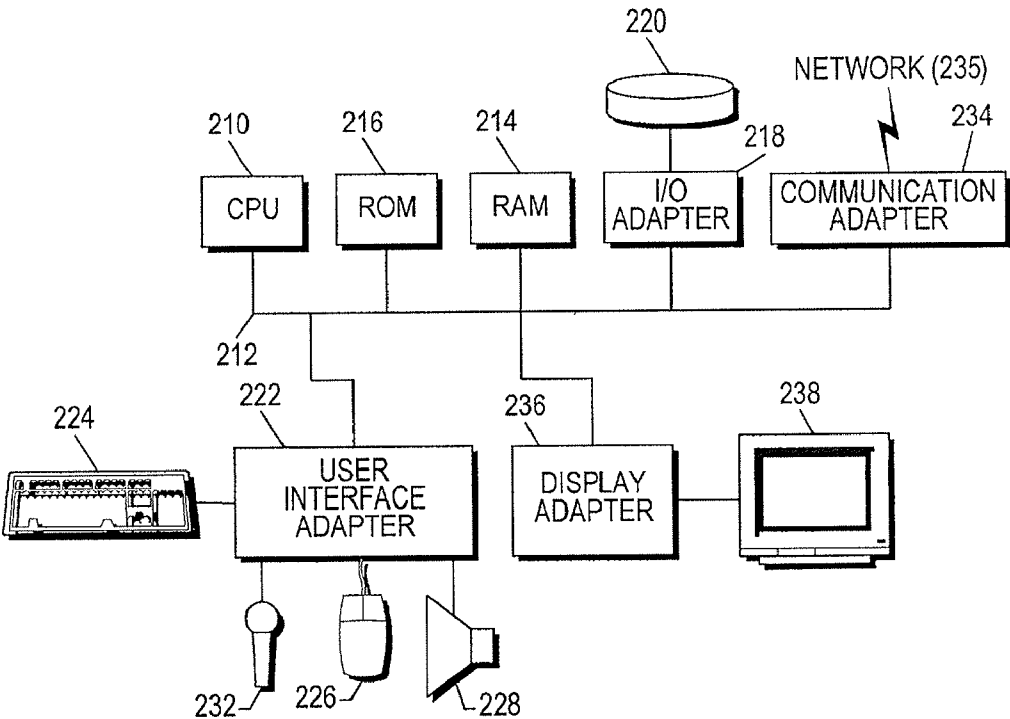 220
NETWORK (235)
210
216
214
218
234
CPU
ROM
RAM
I/O
ADAPTER
COMMUNICATION
ADAPTER
212
222
236
238
224
USER
INTERFACE
ADAPTER
DISPLAY
ADAPTER
232
226
228